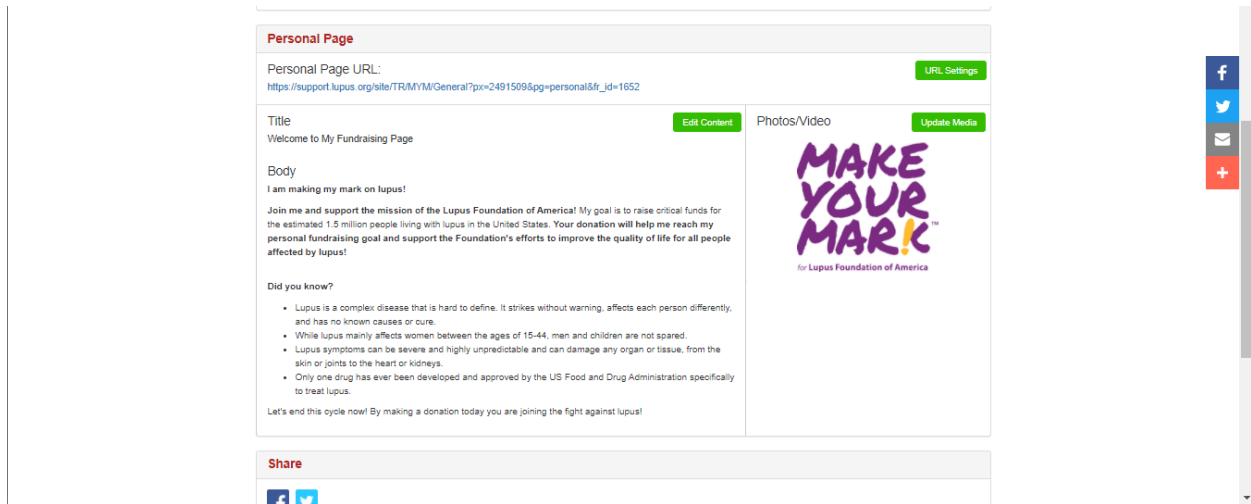 Personal Page
Personal Page URL:
URL Settings
https://support.lupus.org/site/TR/MYM/General?px=2491509&pg=personal&fr_id=1652
Title
Edit Content
Welcome to My Fundraising Page
Body
I am making my mark on lupus!
Join me and support the mission of the Lupus Foundation of America! My goal is to raise critical funds for
the estimated 1.5 million people living with lupus in the United States. Your donation will help me reach my
personal fundraising goal and support the Foundation's efforts to improve the quality of life for all people
affected by lupus!
Did you know?
• Lupus is a complex disease that is hard to define. It strikes without warning, affects each person differently,
and has no known causes or cure.
• While lupus mainly affects women between the ages of 15-44, men and children are not spared.
• Lupus symptoms can be severe and highly unpredictable and can damage any organ or tissue, from the
skin or joints to the heart or kidneys.
• Only one drug has ever been developed and approved by the US Food and Drug Administration specifically
to treat lupus.
Let's end this cycle now! By making a donation today you are joining the fight against lupus!
Photos/Video
Update Media
MAKE
YOUR
MAR!K™
for Lupus Foundation of America
Share